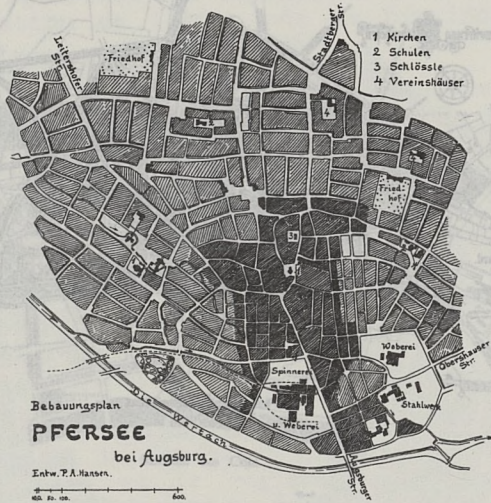 1 Kirchen
2 Schulen
3 Schlössle
4 Vereinshäuser
Leitershofer
Str.
Friedhof
Stadtberger
Str.
4
Fried-
hof
Weberei
Oberhauser
Str.
Spinnerei
u. Weberei
Stahlwerk
Augsburger
Str.
Die Wertach
Bebauungsplan
PFERSEE
bei Augsburg.
Entw. P. A. Hansen.
600.